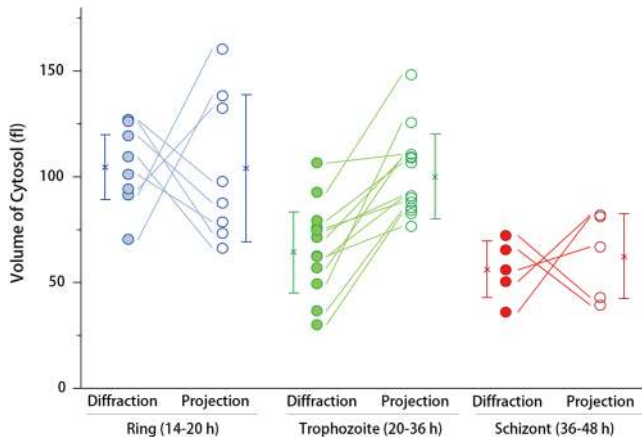 Volume of Cytosol (fl)
150
100
50
0
Diffraction Projection Diffraction Projection Diffraction Projection
Ring (14-20 h) Trophozoite (20-36 h) Schizont (36-48 h)